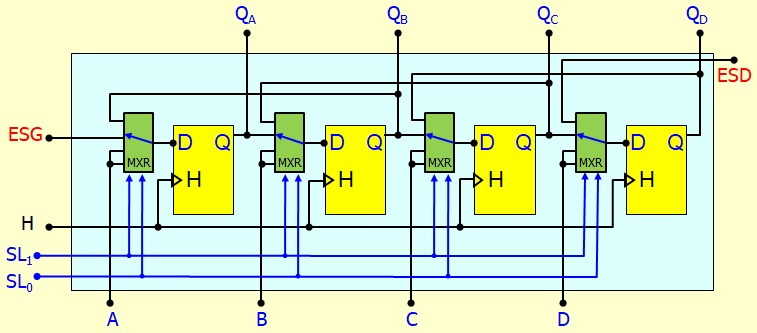 Q_A Q_B Q_C Q_D
ESD
ESG D Q D Q D Q D Q
MXR MXR MXR MXR
H H H H
H
SL_1
SL_0
A B C D